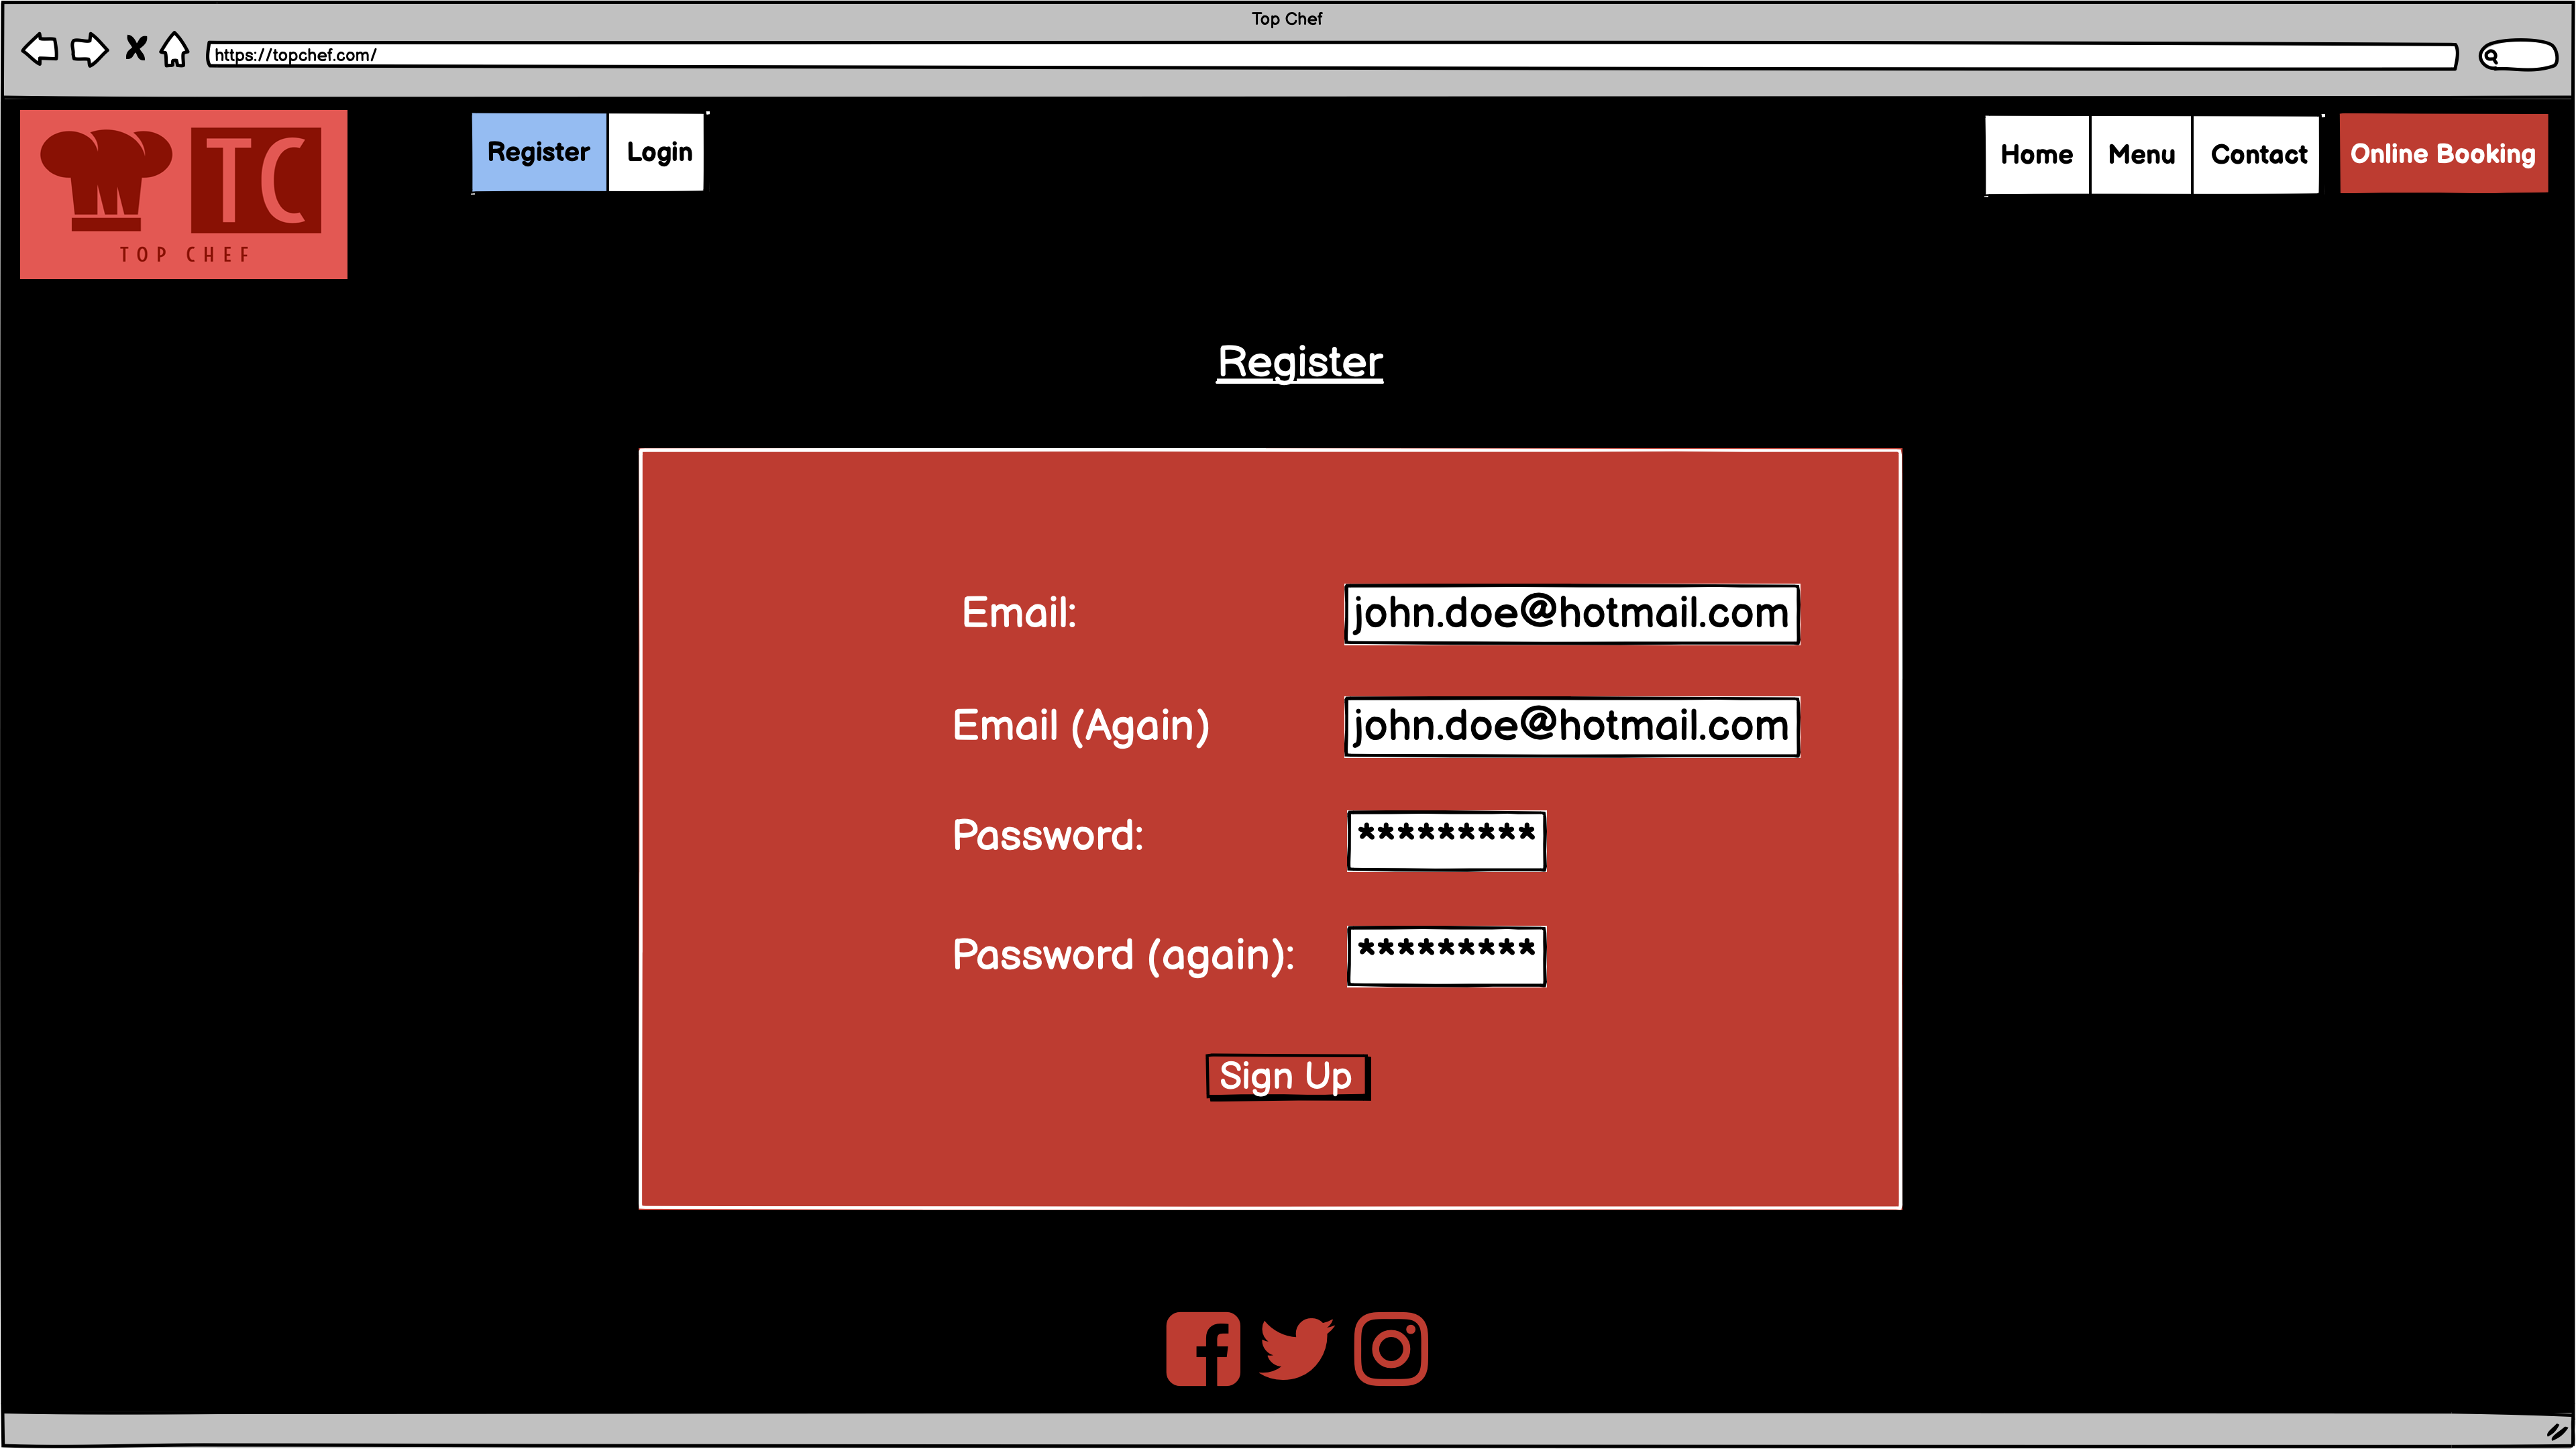 Top Chef
https://topchef.com/
TC
TOP CHEF
Register Login
Home Menu Contact Online Booking
Register
Email: john.doe@hotmail.com
Email (Again) john.doe@hotmail.com
Password: *********
Password (again): *********
Sign Up